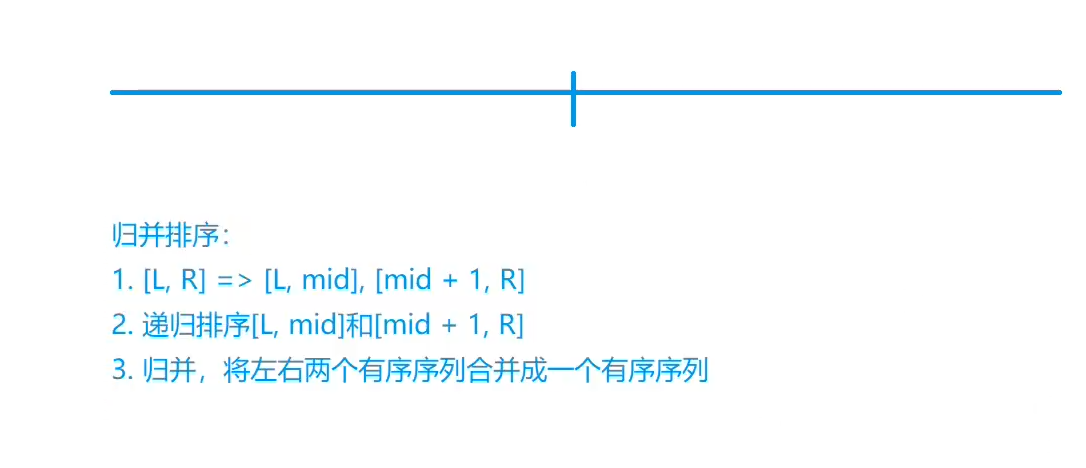 归并排序：
1. [L, R] => [L, mid], [mid + 1, R]
2. 递归排序[L, mid]和[mid + 1, R]
3. 归并，将左右两个有序序列合并成一个有序序列